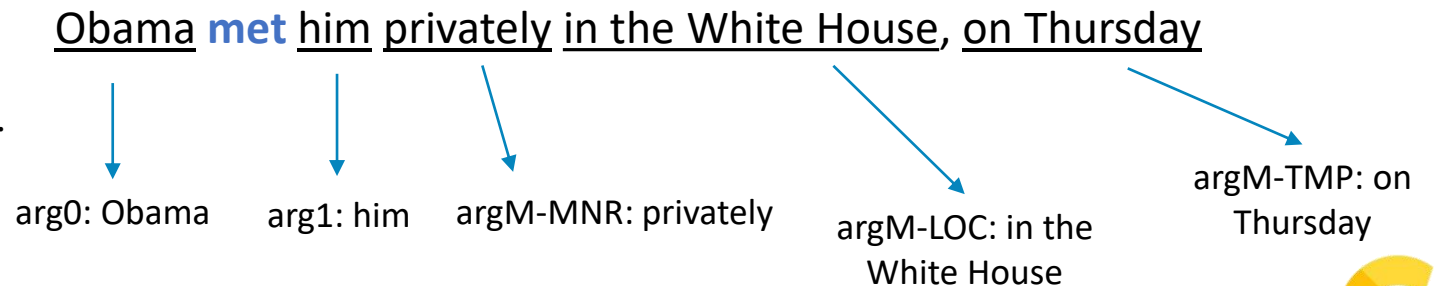 Obama met him privately in the White House, on Thursday
.
arg0: Obama
arg1: him
argM-MNR: privately
argM-LOC: in the
White House
argM-TMP: on
Thursday